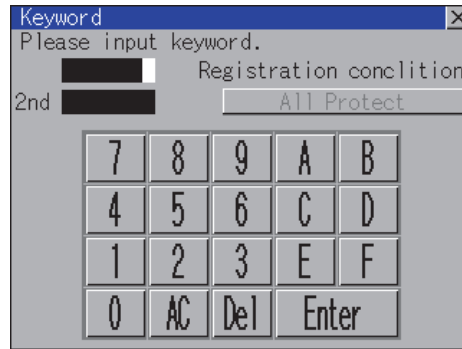 Keyword X
Please input keyword.
Registration conclition
2nd All Protect
7 8 9 A B
4 5 6 C D
1 2 3 E F
0 AC Del Enter